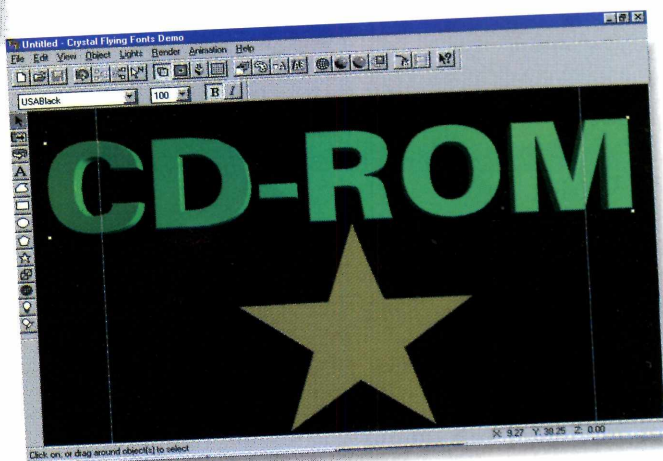 Untitled - Crystal Flying Fonts Demo
File Edit View Object Lights Render Animation Help
USABlack 100 B I
A
CD-ROM
Click on, or drag around object(s) to select
X: 9.27 Y: 38.25 Z: 0.00